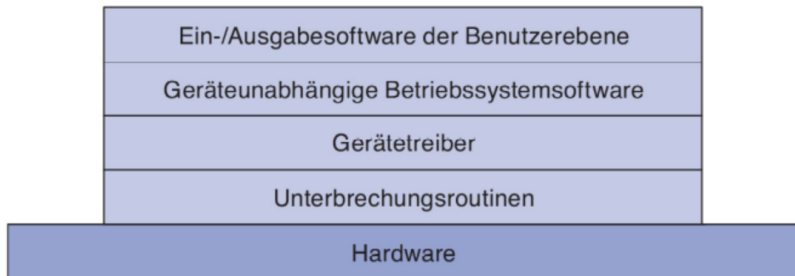 Ein-/Ausgabesoftware der Benutzerebene
Geräteunabhängige Betriebssystemsoftware
Gerätetreiber
Unterbrechungsroutinen
Hardware